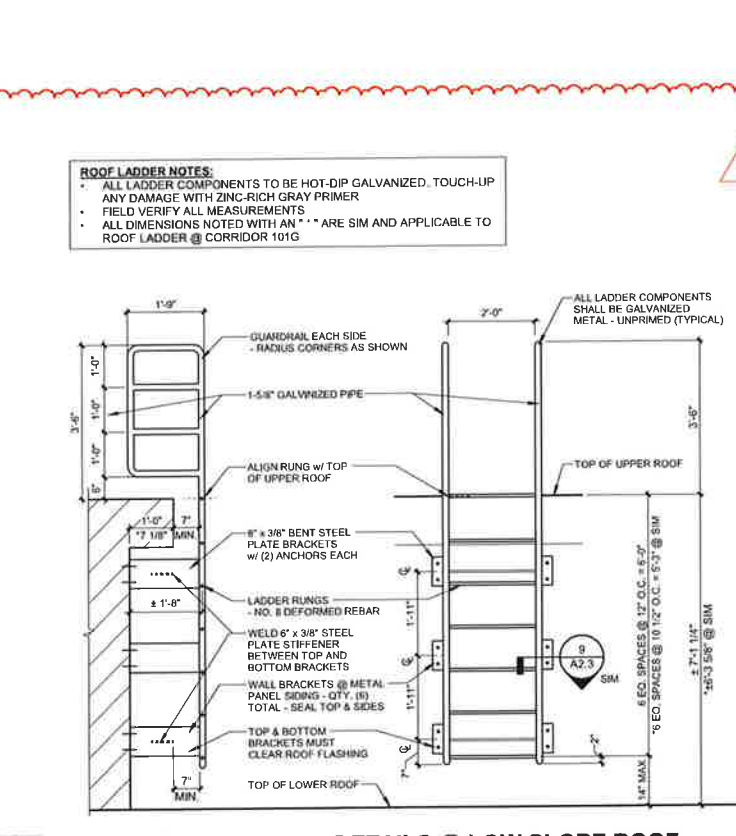 ROOF LADDER NOTES:
• ALL LADDER COMPONENTS TO BE HOT-DIP GALVANIZED. TOUCH-UP
ANY DAMAGE WITH ZINC-RICH GRAY PRIMER
• FIELD VERIFY ALL MEASUREMENTS
• ALL DIMENSIONS NOTED WITH AN " * " ARE SIM AND APPLICABLE TO
ROOF LADDER @ CORRIDOR 101G
1'-9"
2'-0"
ALL LADDER COMPONENTS
SHALL BE GALVANIZED
METAL - UNPRIMED (TYPICAL)
GUARDRAIL EACH SIDE
- RADIUS CORNERS AS SHOWN
3'-6"
1'-0"
1'-0"
1'-0"
6"
1-5/8" GALVINIZED PIPE
3'-6"
ALIGN RUNG w/ TOP
OF UPPER ROOF
TOP OF UPPER ROOF
1'-0"
*7 1/8"
7"
MIN.
6" x 3/8" BENT STEEL
PLATE BRACKETS
w/ (2) ANCHORS EACH
± 1'-8"
LADDER RUNGS
- NO. 8 DEFORMED REBAR
WELD 6" x 3/8" STEEL
PLATE STIFFENER
BETWEEN TOP AND
BOTTOM BRACKETS
WALL BRACKETS @ METAL
PANEL SIDING - QTY. (6)
TOTAL - SEAL TOP & SIDES
TOP & BOTTOM
BRACKETS MUST
CLEAR ROOF FLASHING
7"
MIN.
TOP OF LOWER ROOF
℄
1'-11"
℄
1'-11"
℄
7"
9
A2.3
SIM
2"
14" MAX
6 EQ. SPACES @ 12" O.C. = 6'-0"
*6 EQ. SPACES @ 10 1/2" O.C. = 5'-3" @ SIM
± 7'-1 1/4"
*±6'-3 5/8" @ SIM